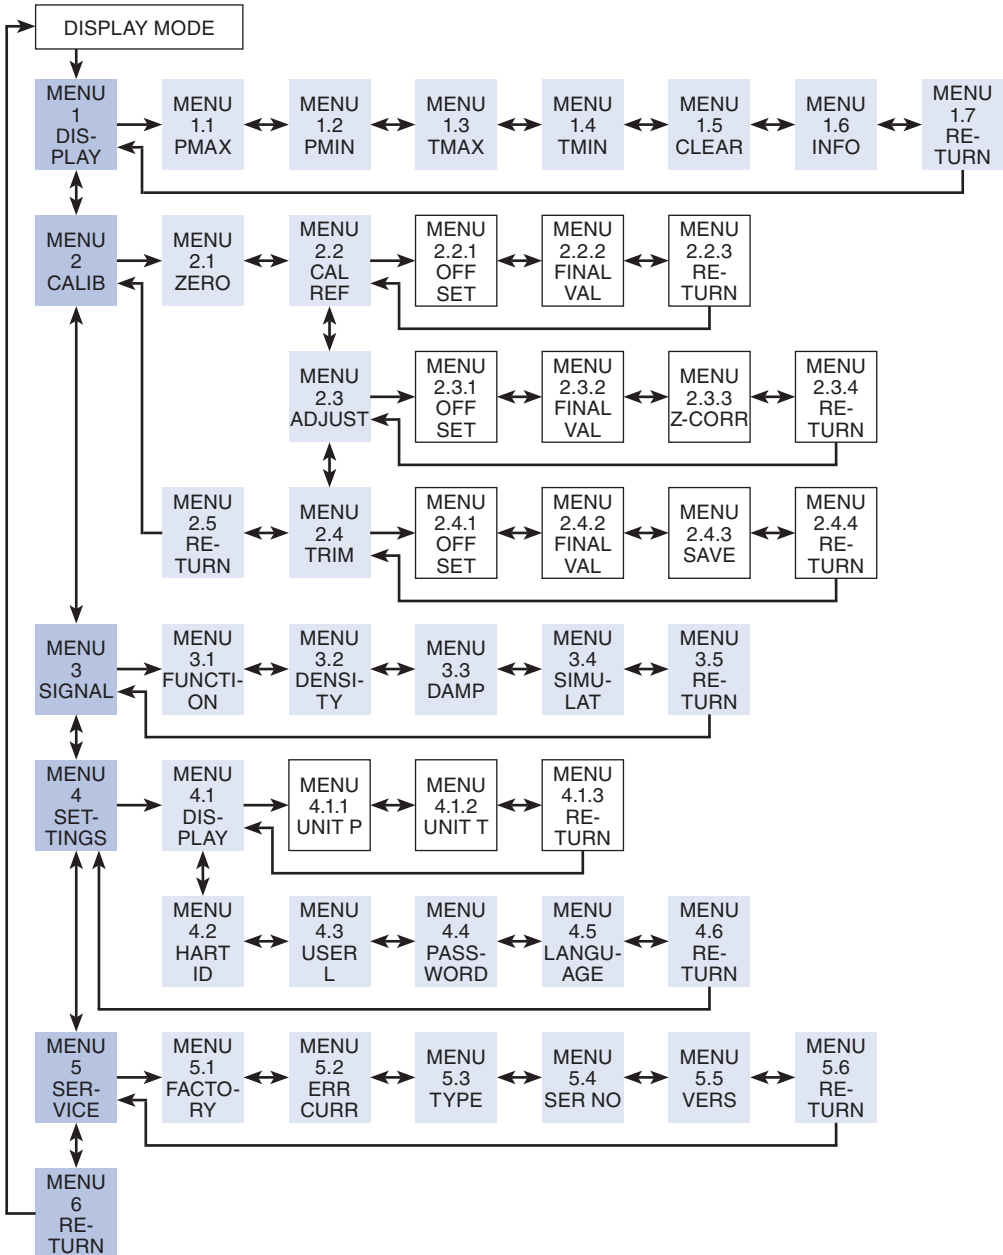 DISPLAY MODE
MENU
1
DIS-
PLAY
MENU
1.1
PMAX
MENU
1.2
PMIN
MENU
1.3
TMAX
MENU
1.4
TMIN
MENU
1.5
CLEAR
MENU
1.6
INFO
MENU
1.7
RE-
TURN
MENU
2
CALIB
MENU
2.1
ZERO
MENU
2.2
CAL
REF
MENU
2.2.1
OFF
SET
MENU
2.2.2
FINAL
VAL
MENU
2.2.3
RE-
TURN
MENU
2.3
ADJUST
MENU
2.3.1
OFF
SET
MENU
2.3.2
FINAL
VAL
MENU
2.3.3
Z-CORR
MENU
2.3.4
RE-
TURN
MENU
2.5
RE-
TURN
MENU
2.4
TRIM
MENU
2.4.1
OFF
SET
MENU
2.4.2
FINAL
VAL
MENU
2.4.3
SAVE
MENU
2.4.4
RE-
TURN
MENU
3
SIGNAL
MENU
3.1
FUNCTI-
ON
MENU
3.2
DENSI-
TY
MENU
3.3
DAMP
MENU
3.4
SIMU-
LAT
MENU
3.5
RE-
TURN
MENU
4
SET-
TINGS
MENU
4.1
DIS-
PLAY
MENU
4.1.1
UNIT P
MENU
4.1.2
UNIT T
MENU
4.1.3
RE-
TURN
MENU
4.2
HART
ID
MENU
4.3
USER
L
MENU
4.4
PASS-
WORD
MENU
4.5
LANGU-
AGE
MENU
4.6
RE-
TURN
MENU
5
SER-
VICE
MENU
5.1
FACTO-
RY
MENU
5.2
ERR
CURR
MENU
5.3
TYPE
MENU
5.4
SER NO
MENU
5.5
VERS
MENU
5.6
RE-
TURN
MENU
6
RE-
TURN